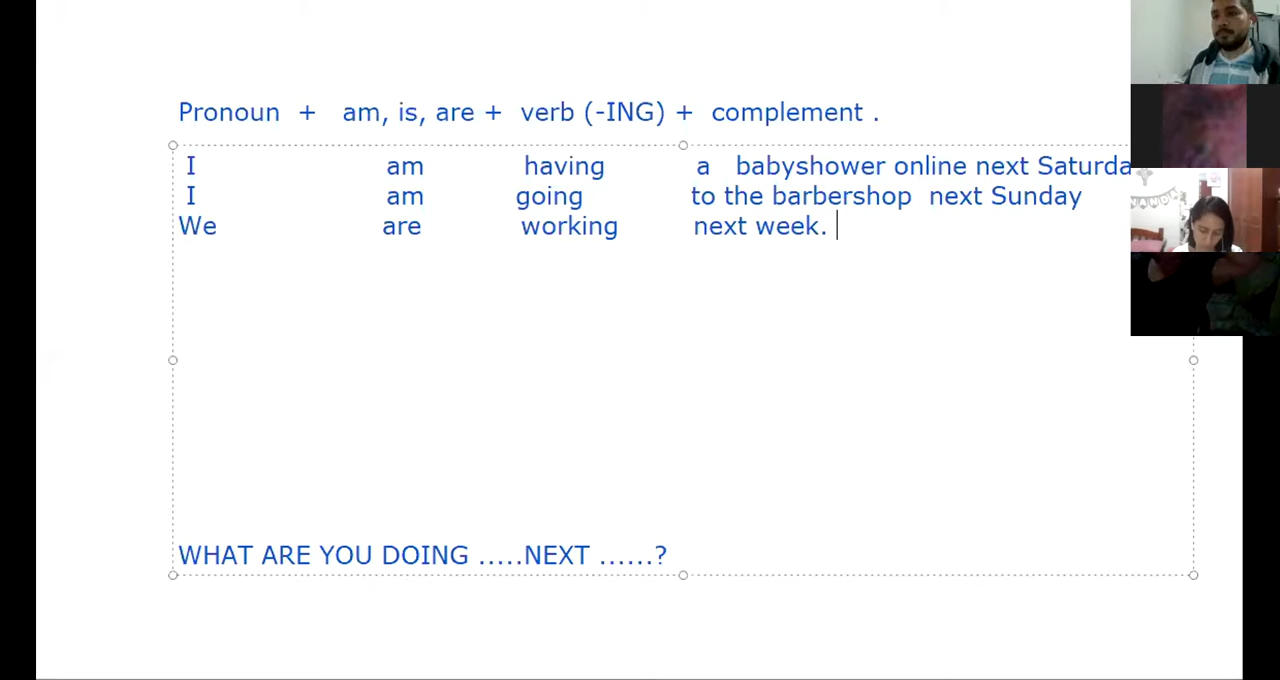 Pronoun + am, is, are + verb (-ING) + complement .
I am having a babyshower online next Saturda
I am going to the barbershop next Sunday
We are working next week.
WHAT ARE YOU DOING .....NEXT ......?